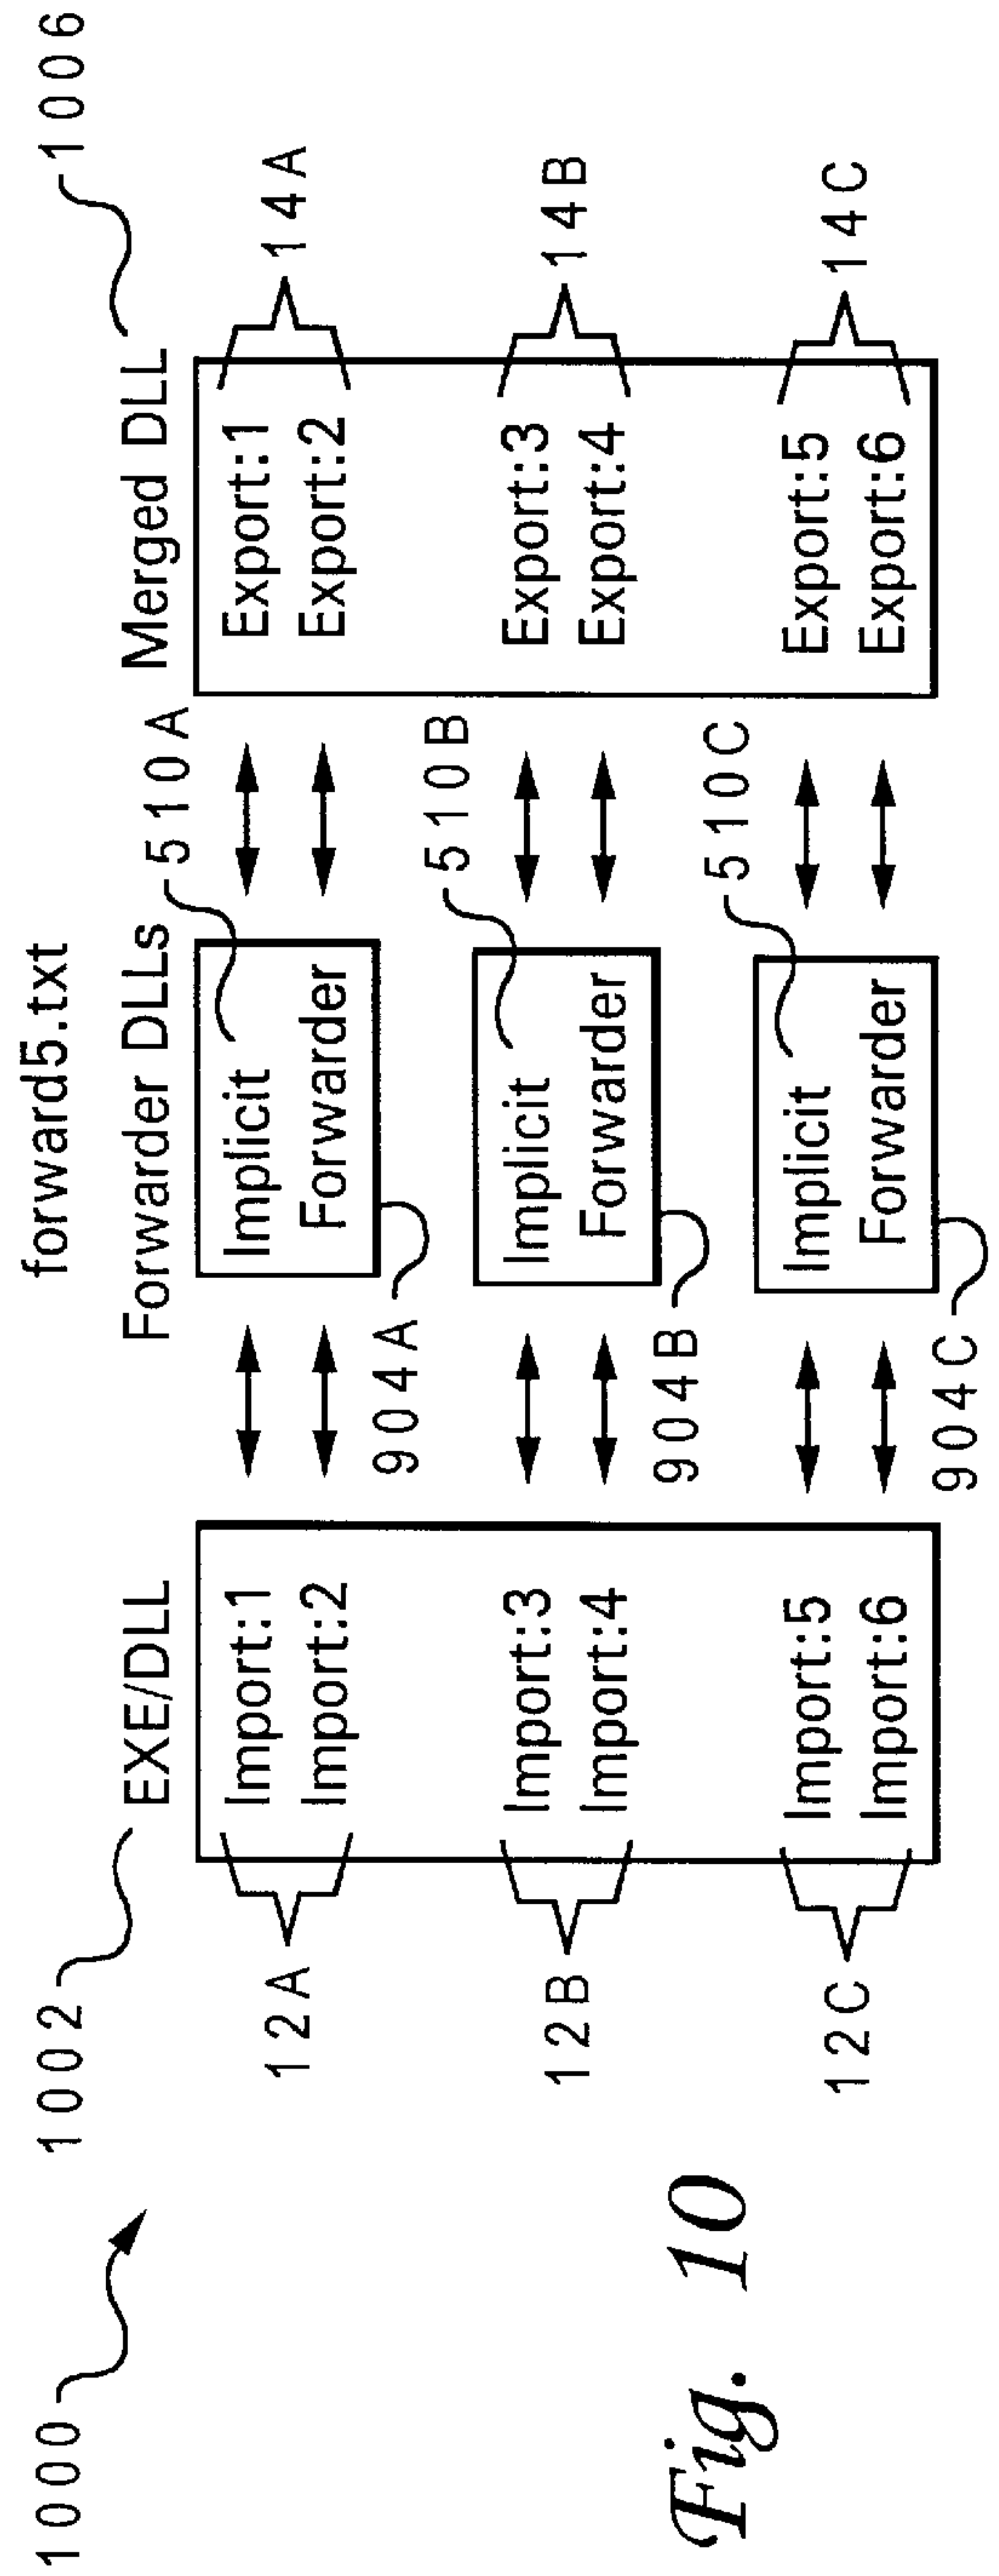 forward5.txt
1000
1002
EXE/DLL
Forwarder DLLs
Merged DLL
1006
12A
Import:1
Import:2
904A
Implicit
Forwarder
510A
Export:1
Export:2
14A
12B
Import:3
Import:4
904B
Implicit
Forwarder
510B
Export:3
Export:4
14B
12C
Import:5
Import:6
904C
Implicit
Forwarder
510C
Export:5
Export:6
14C
Fig. 10